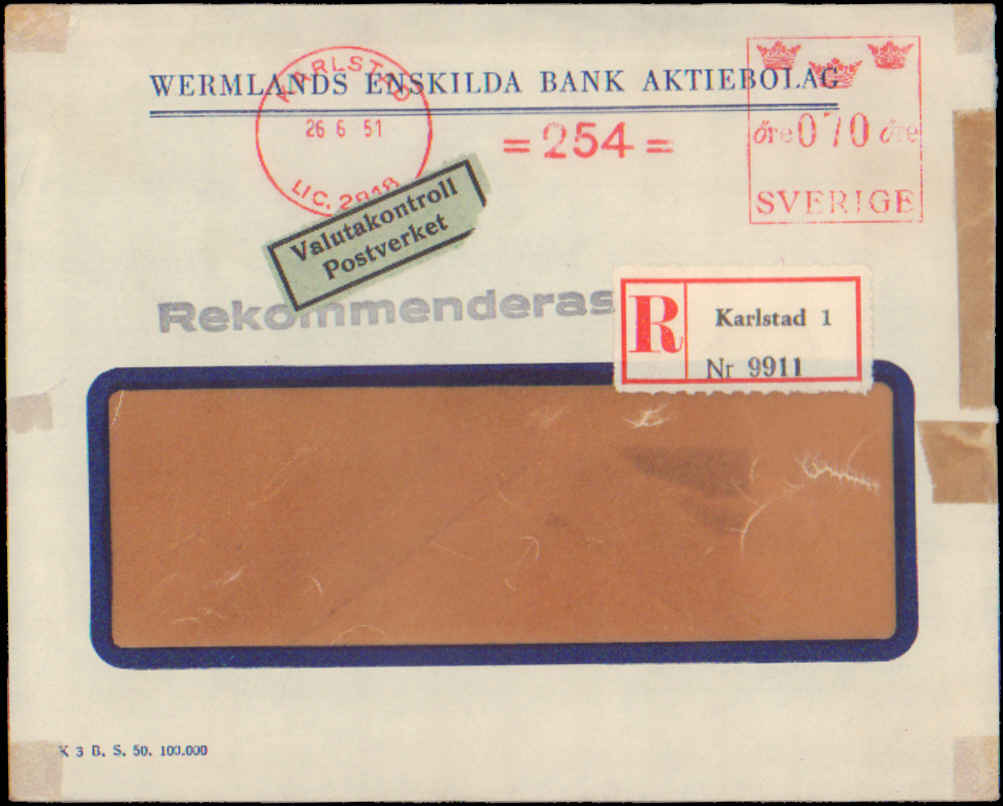 WERMLANDS ENSKILDA BANK AKTIEBOLAG
KARLSTAD
26 6 51
LIC. 2918
= 254 =
öre 070 öre
SVERIGE
Valutakontroll
Postverket
Rekommenderas
R Karlstad 1
Nr 9911
K 3 B. S. 50. 100.000